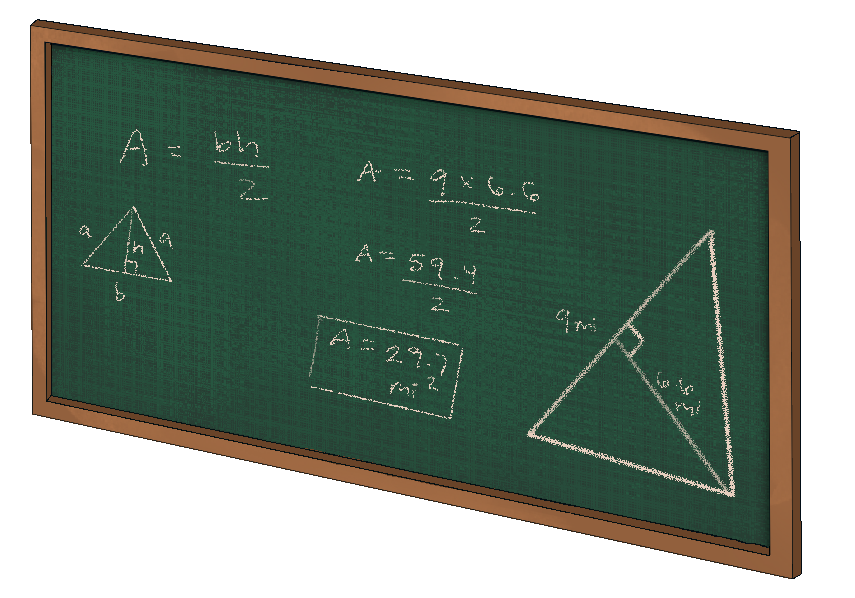 A = bh/2
a
h
a
b
A = 9 × 6.6/2
A = 59.4/2
A = 29.7
mi²
9mi
6.6
mi